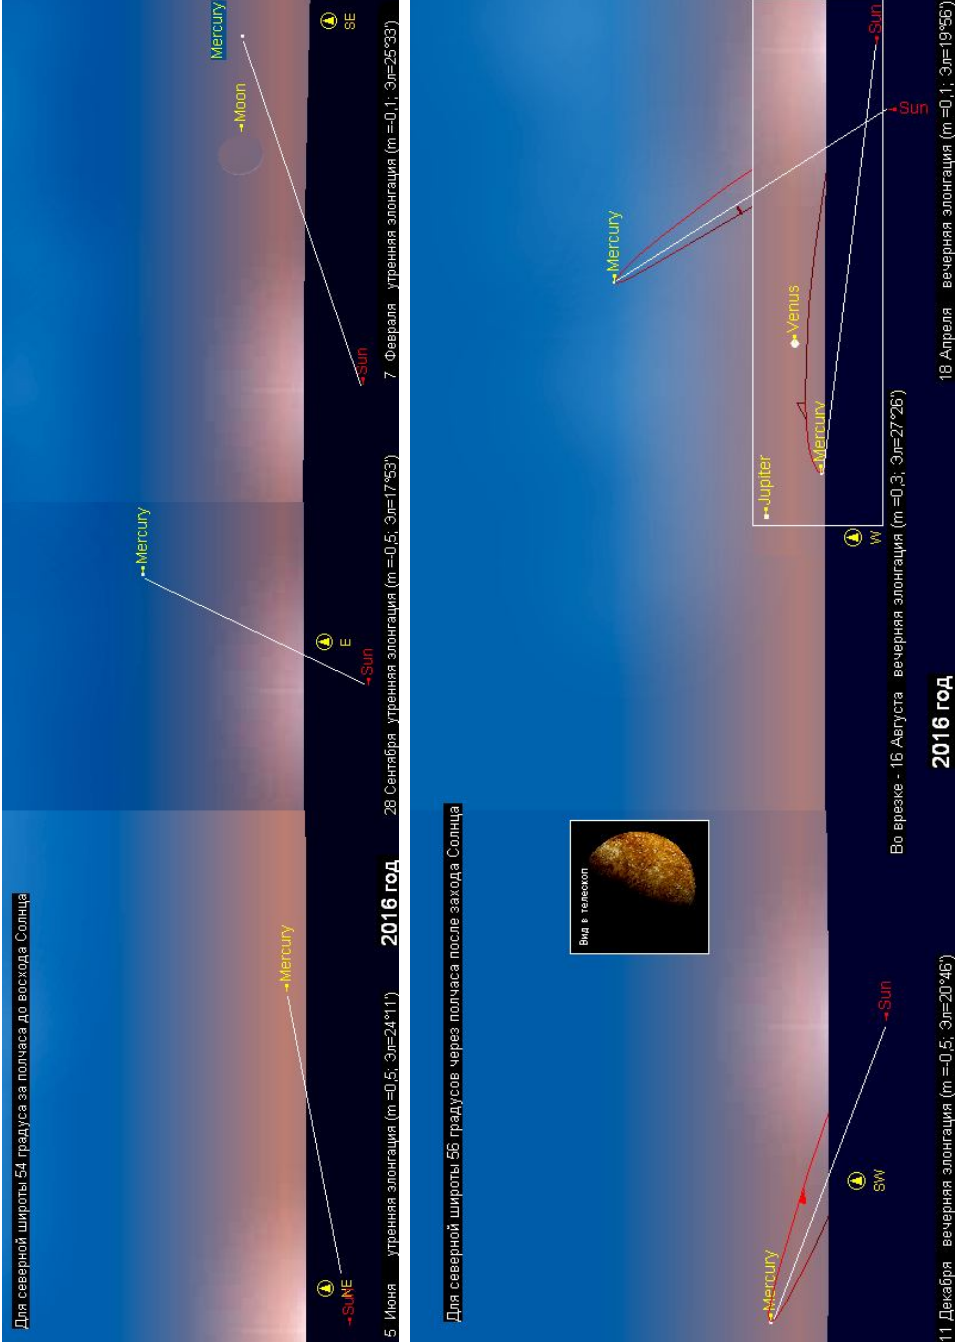 Для северной широты 54 градуса за полчаса до восхода Солнца
Mercury
Sun
NE
5 Июня утренняя элонгация (m =0,5; Эл=24°11')
2016 год
Mercury
E
Sun
28 Сентября утренняя элонгация (m =-0,5; Эл=17°53')
Mercury
Moon
SE
Sun
7 Февраля утренняя элонгация (m =-0,1; Эл=25°33')
Для северной широты 56 градусов через полчаса после захода Солнца
Вид в телескоп
Mercury
SW
Sun
11 Декабря вечерняя элонгация (m =-0,5; Эл=20°46')
2016 год
Mercury
Jupiter
Venus
Mercury
Sun
Sun
W
Во врезке - 16 Августа вечерняя элонгация (m =0,3; Эл=27°26')
18 Апреля вечерняя элонгация (m =0,1; Эл=19°56')